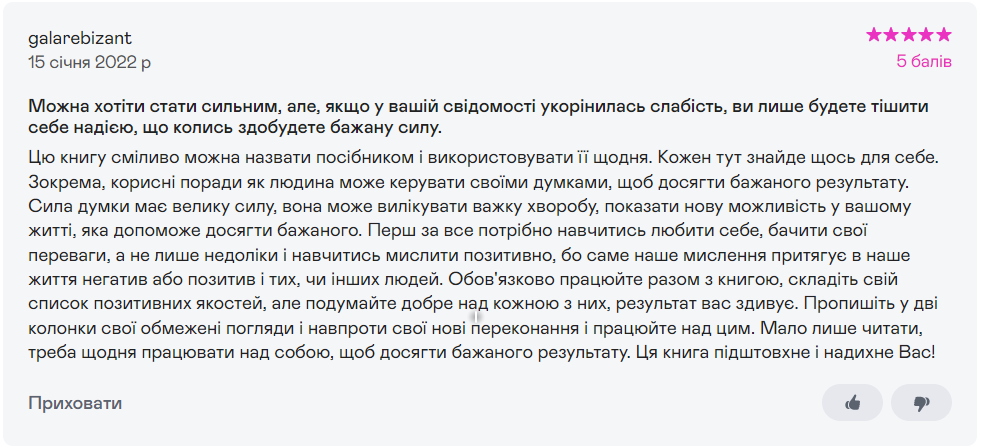 galarebizant
15 січня 2022 р
5 балів
Можна хотіти стати сильним, але, якщо у вашій свідомості укорінилась слабість, ви лише будете тішити
себе надією, що колись здобудете бажану силу.
Цю книгу сміливо можна назвати посібником і використовувати її щодня. Кожен тут знайде щось для себе.
Зокрема, корисні поради як людина може керувати своїми думками, щоб досягти бажаного результату.
Сила думки має велику силу, вона може вилікувати важку хворобу, показати нову можливість у вашому
житті, яка допоможе досягти бажаного. Перш за все потрібно навчитись любити себе, бачити свої
переваги, а не лише недоліки і навчитись мислити позитивно, бо саме наше мислення притягує в наше
життя негатив або позитив і тих, чи інших людей. Обов'язково працюйте разом з книгою, складіть свій
список позитивних якостей, але подумайте добре над кожною з них, результат вас здивує. Пропишіть у дві
колонки свої обмежені погляди і навпроти свої нові переконання і працюйте над цим. Мало лише читати,
треба щодня працювати над собою, щоб досягти бажаного результату. Ця книга підштовхне і надихне Вас!
Приховати